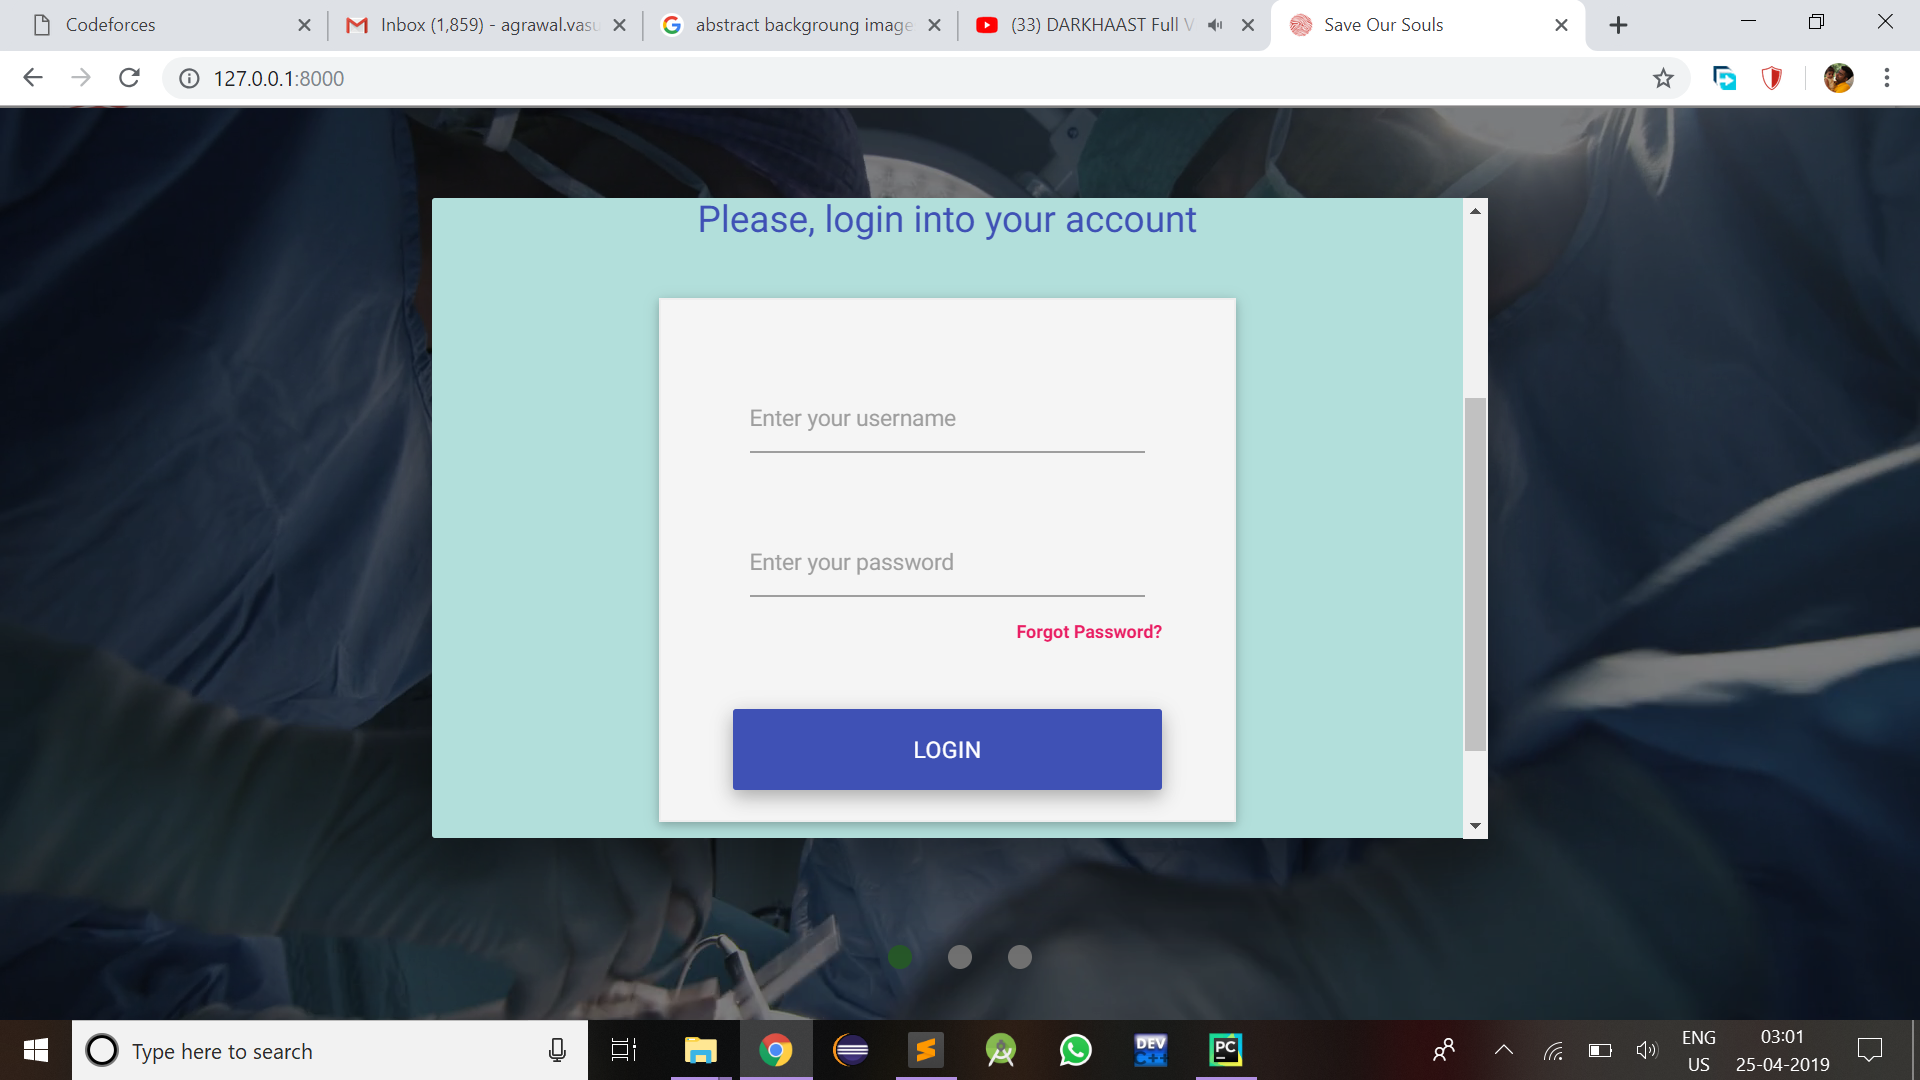 Codeforces
Inbox (1,859) - agrawal.vasu
abstract backgroung image
(33) DARKHAAST Full V
Save Our Souls
127.0.0.1:8000
Please, login into your account
Enter your username
Enter your password
Forgot Password?
LOGIN
Type here to search
DEV
C++
PC
ENG
US
03:01
25-04-2019